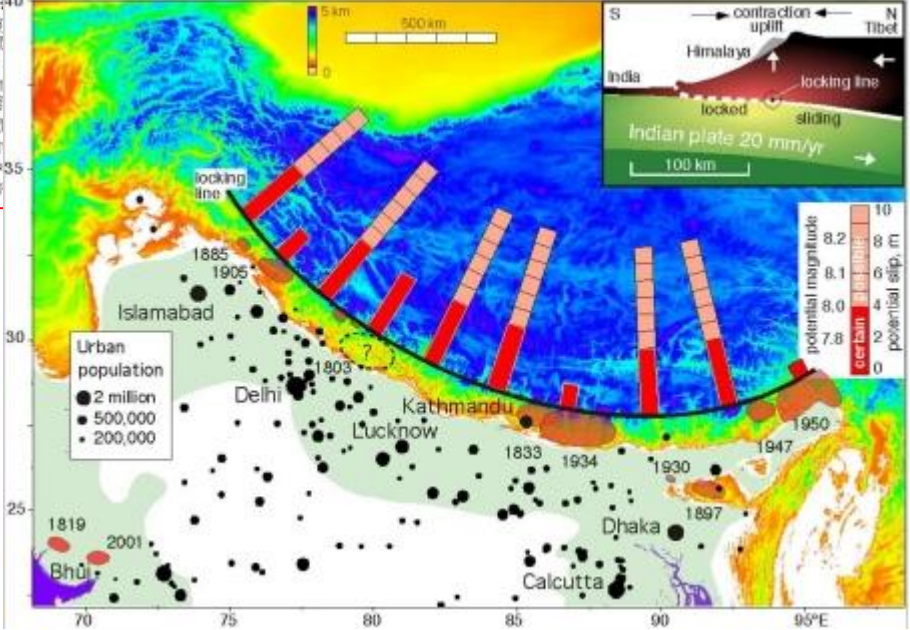 40
5 km
0
500 km
S
contraction
N
uplift
Tibet
Himalaya
India
locking line
locked
sliding
Indian plate 20 mm/yr
100 km
35
locking
line
potential magnitude
8.2
8.1
8.0
7.8
certain
possible
10
8
6
4
2
0
potential slip, m
1885
1905
Islamabad
30
?
Urban
population
2 million
500,000
200,000
1803
Delhi
Kathmandu
Lucknow
1833
1934
1930
1947
1950
25
1897
Dhaka
1819
2001
Bhuj
Calcutta
70
75
80
85
90
95°E